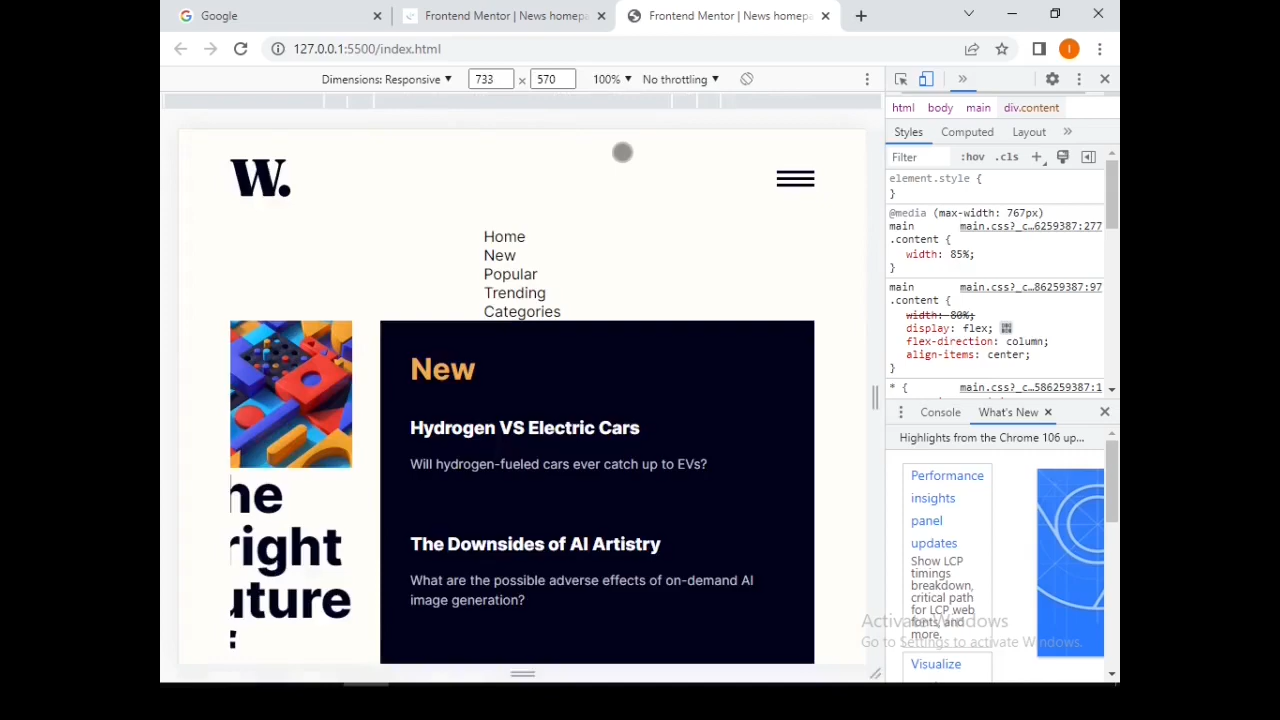 Google
Frontend Mentor | News homepa
Frontend Mentor | News homepa
127.0.0.1:5500/index.html
I
Dimensions: Responsive 733 x 570 100% No throttling
html body main div.content
Styles Computed Layout
Filter :hov .cls
element.style {
}
@media (max-width: 767px)
main main.css?_c…6259387:277
.content {
width: 85%;
}
main main.css?_c…86259387:97
.content {
width: 80%;
display: flex;
flex-direction: column;
align-items: center;
}
* { main.css?_c…586259387:1
Console What's New
Highlights from the Chrome 106 up...
Performance
insights
panel
updates
Show LCP
timings
breakdown,
critical path
for LCP web
fonts, and
more.
Visualize
Activate Windows
Go to Settings to activate Windows.
W.
Home
New
Popular
Trending
Categories
he
right
uture
New
Hydrogen VS Electric Cars
Will hydrogen-fueled cars ever catch up to EVs?
The Downsides of AI Artistry
What are the possible adverse effects of on-demand AI
image generation?